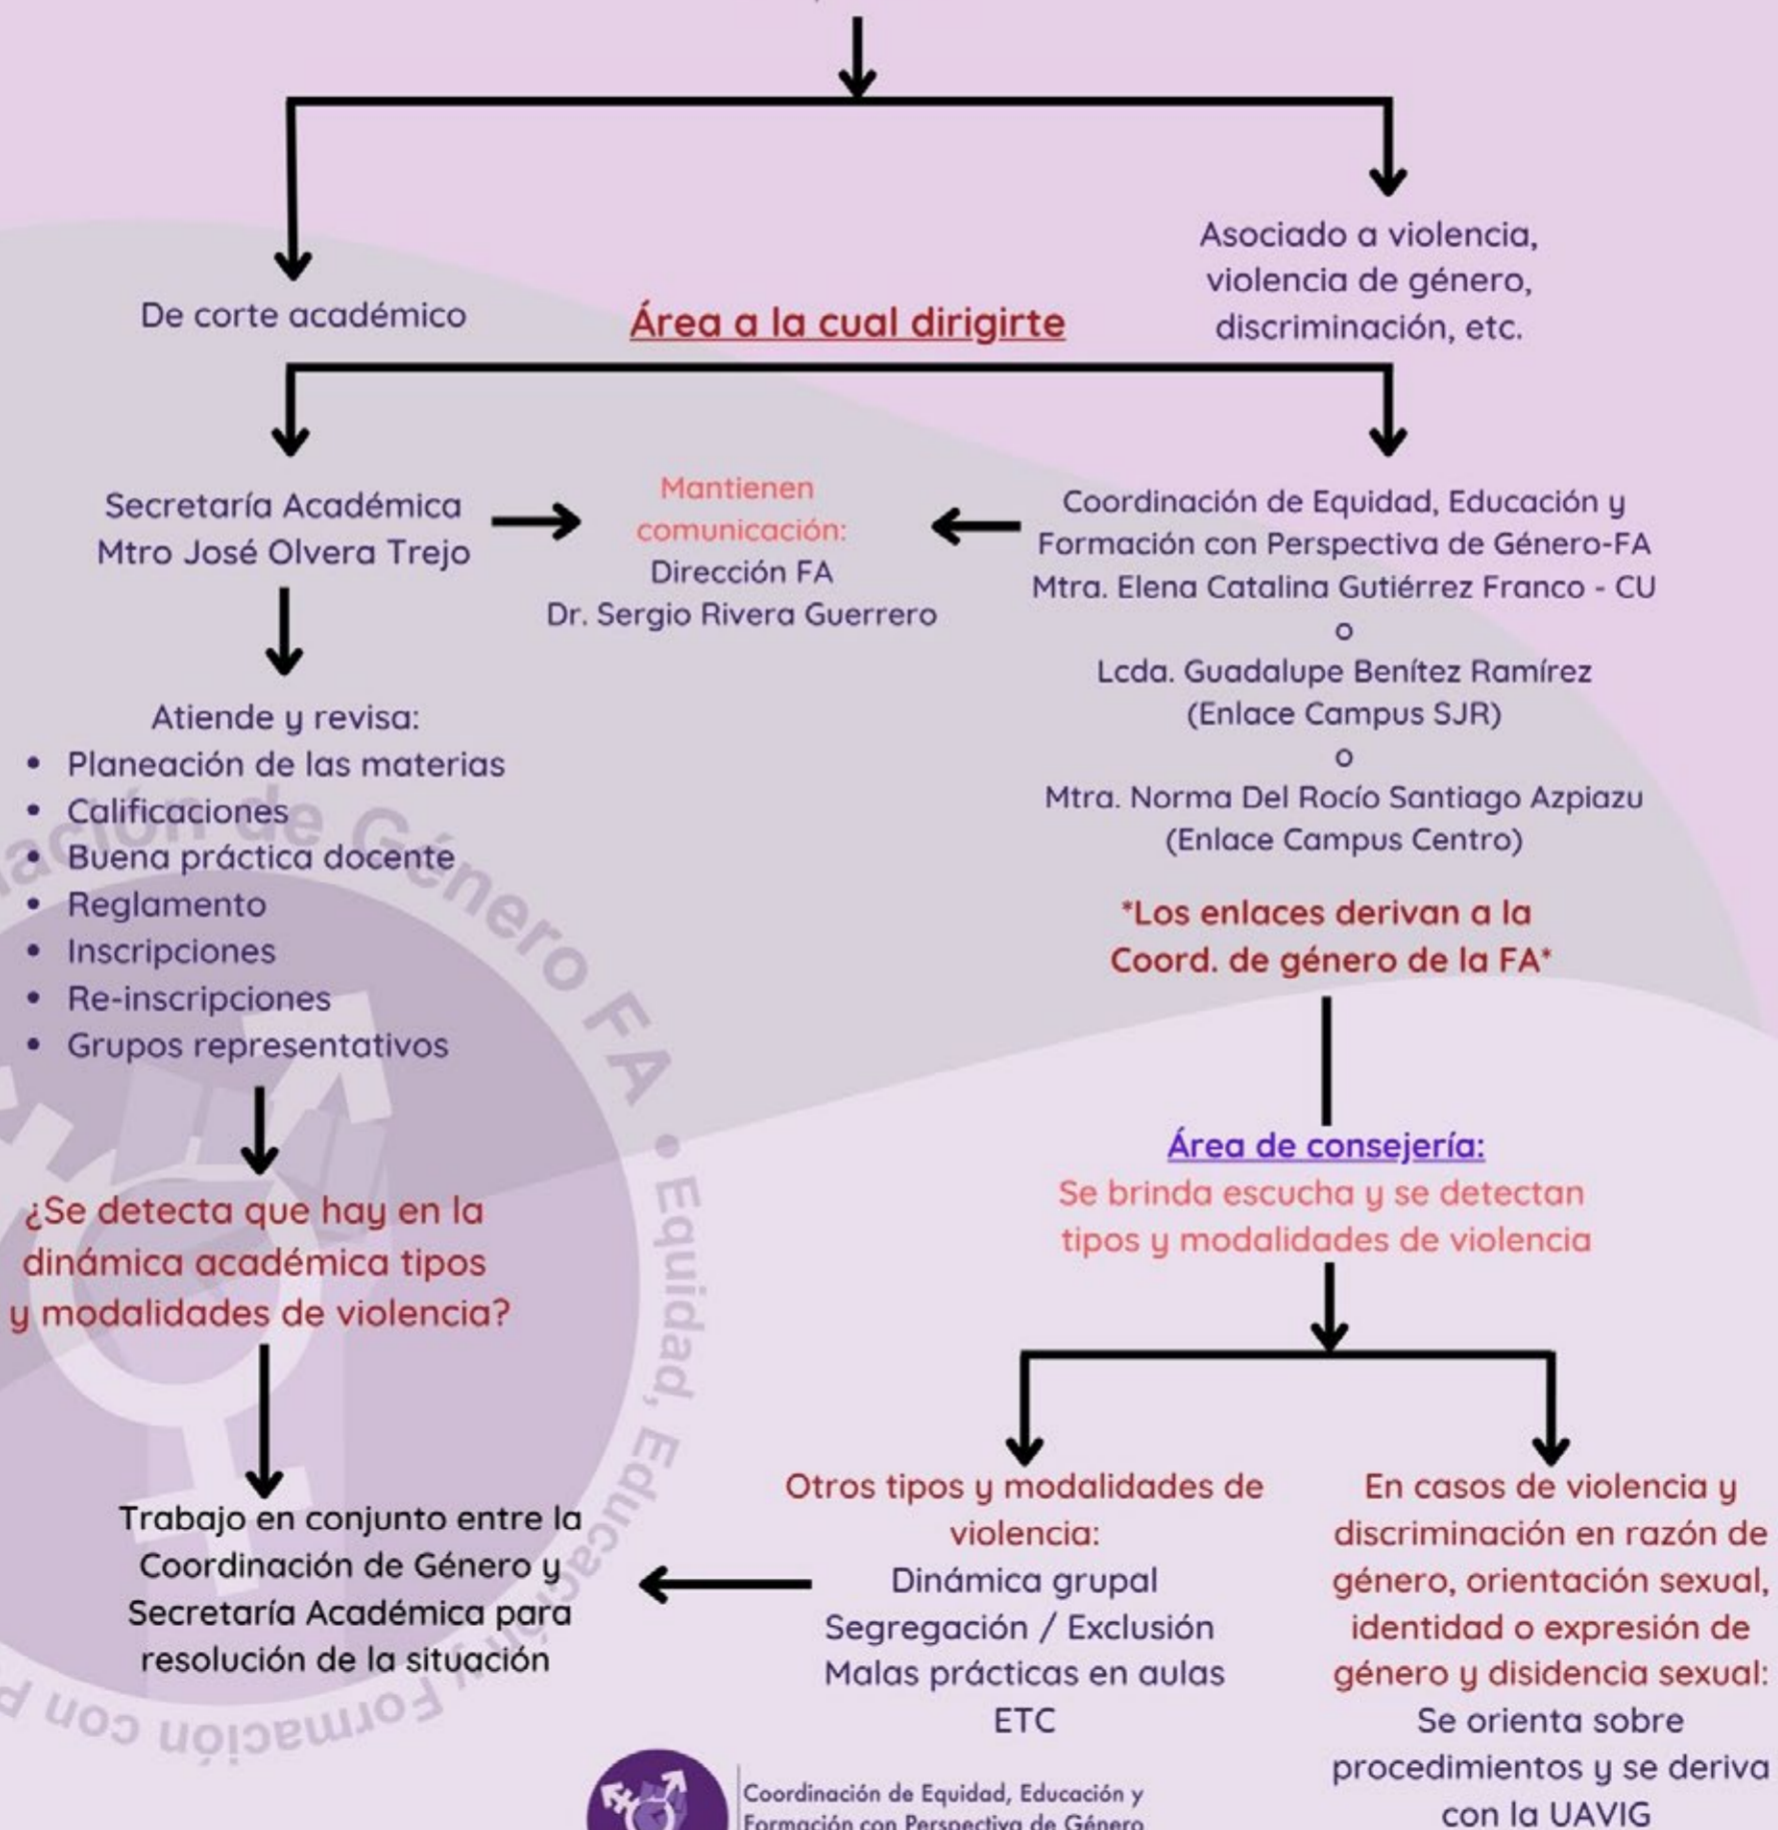 De corte académico
Asociado a violencia,
violencia de género,
discriminación, etc.
Área a la cual dirigirte
Secretaría Académica
Mtro José Olvera Trejo
Mantienen
comunicación:
Dirección FA
Dr. Sergio Rivera Guerrero
Coordinación de Equidad, Educación y
Formación con Perspectiva de Género-FA
Mtra. Elena Catalina Gutiérrez Franco - CU
o
Lcda. Guadalupe Benítez Ramírez
(Enlace Campus SJR)
o
Mtra. Norma Del Rocío Santiago Azpiazu
(Enlace Campus Centro)
*Los enlaces derivan a la
Coord. de género de la FA*
Atiende y revisa:
• Planeación de las materias
• Calificaciones
• Buena práctica docente
• Reglamento
• Inscripciones
• Re-inscripciones
• Grupos representativos
¿Se detecta que hay en la
dinámica académica tipos
y modalidades de violencia?
Trabajo en conjunto entre la
Coordinación de Género y
Secretaría Académica para
resolución de la situación
Área de consejería:
Se brinda escucha y se detectan
tipos y modalidades de violencia
Otros tipos y modalidades de
violencia:
Dinámica grupal
Segregación / Exclusión
Malas prácticas en aulas
ETC
En casos de violencia y
discriminación en razón de
género, orientación sexual,
identidad o expresión de
género y disidencia sexual:
Se orienta sobre
procedimientos y se deriva
con la UAVIG
de Género FA • Equidad, Educación y Formación con
Coordinación de Equidad, Educación y
Formación con Perspectiva de Género